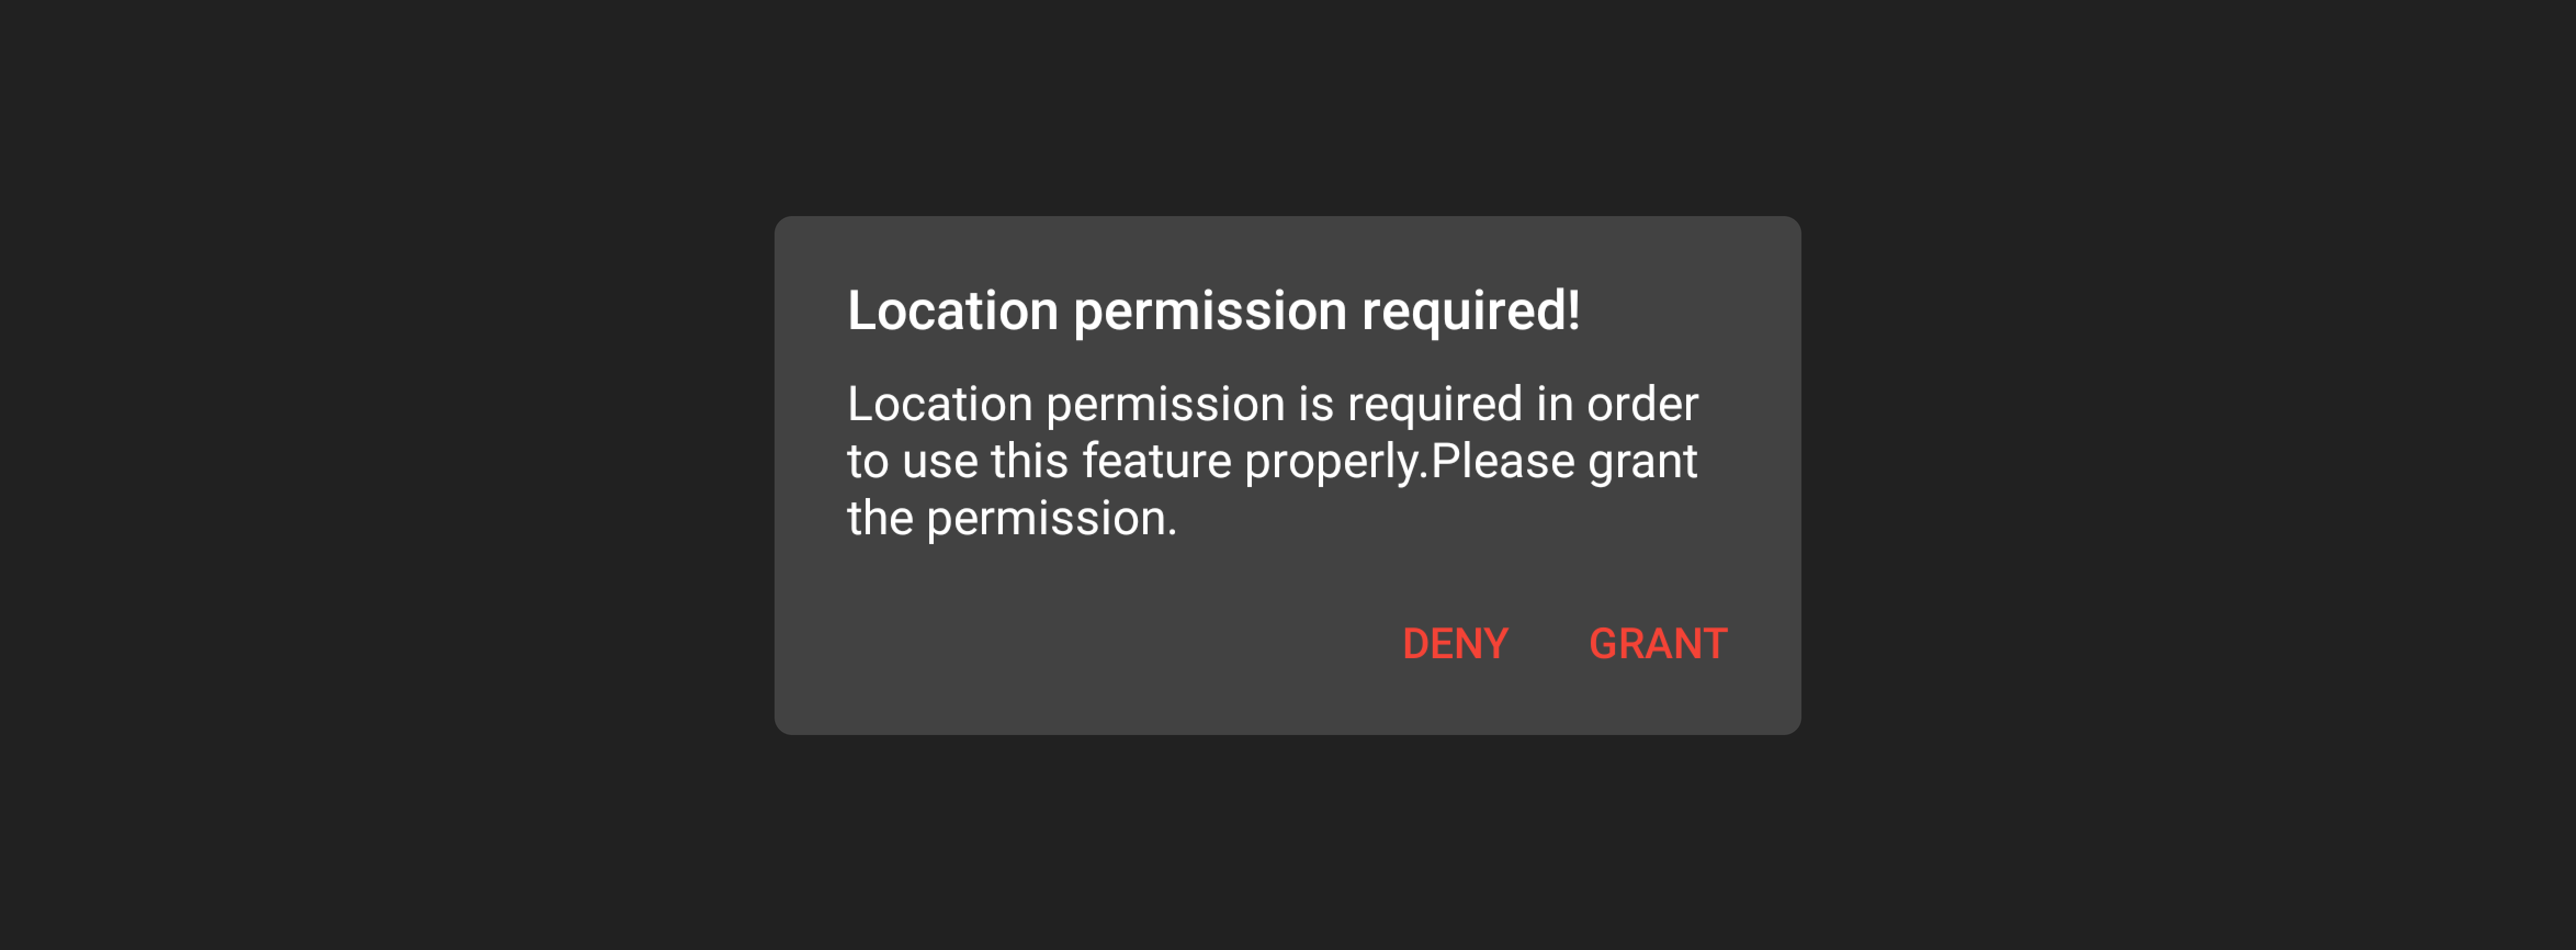 Location permission required!
Location permission is required in order
to use this feature properly.Please grant
the permission.
DENY GRANT